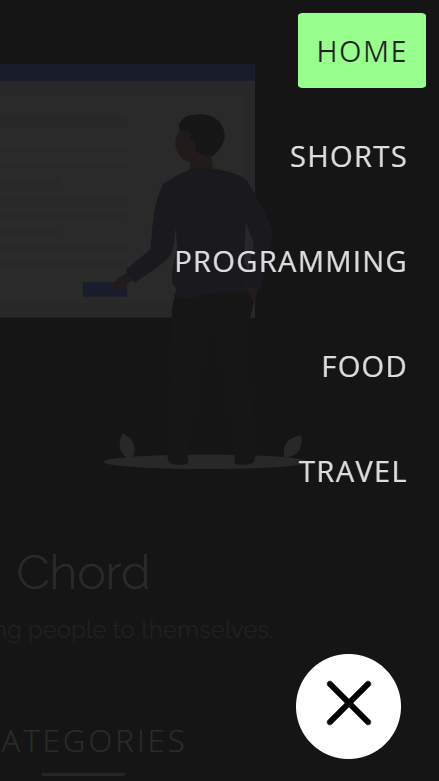 HOME
SHORTS
PROGRAMMING
FOOD
TRAVEL
Chord
ng people to themselves.
ATEGORIES